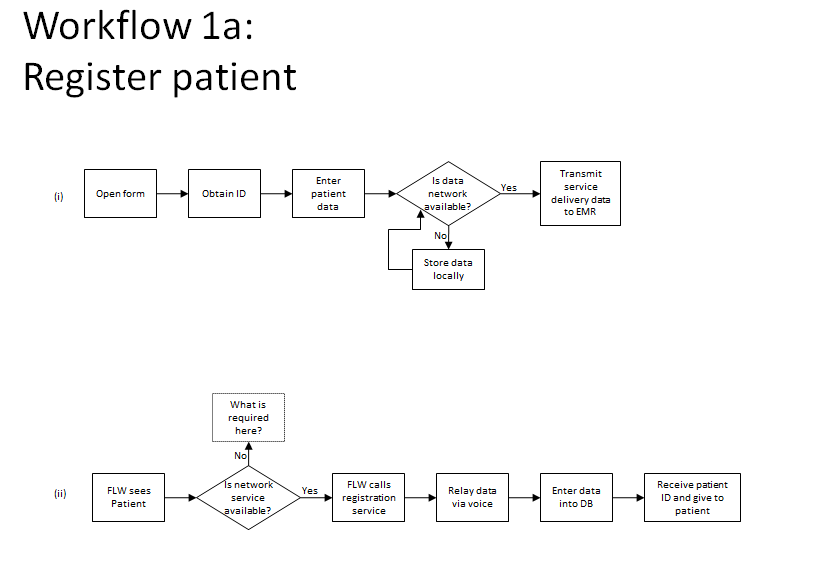 Workflow 1a:
Register patient
(i)
Open form
Obtain ID
Enter
patient
data
Is data
network
available?
Yes
Transmit
service
delivery data
to EMR
No
Store data
locally
What is
required
here?
No
(ii)
FLW sees
Patient
Is network
service
available?
Yes
FLW calls
registration
service
Relay data
via voice
Enter data
into DB
Receive patient
ID and give to
patient